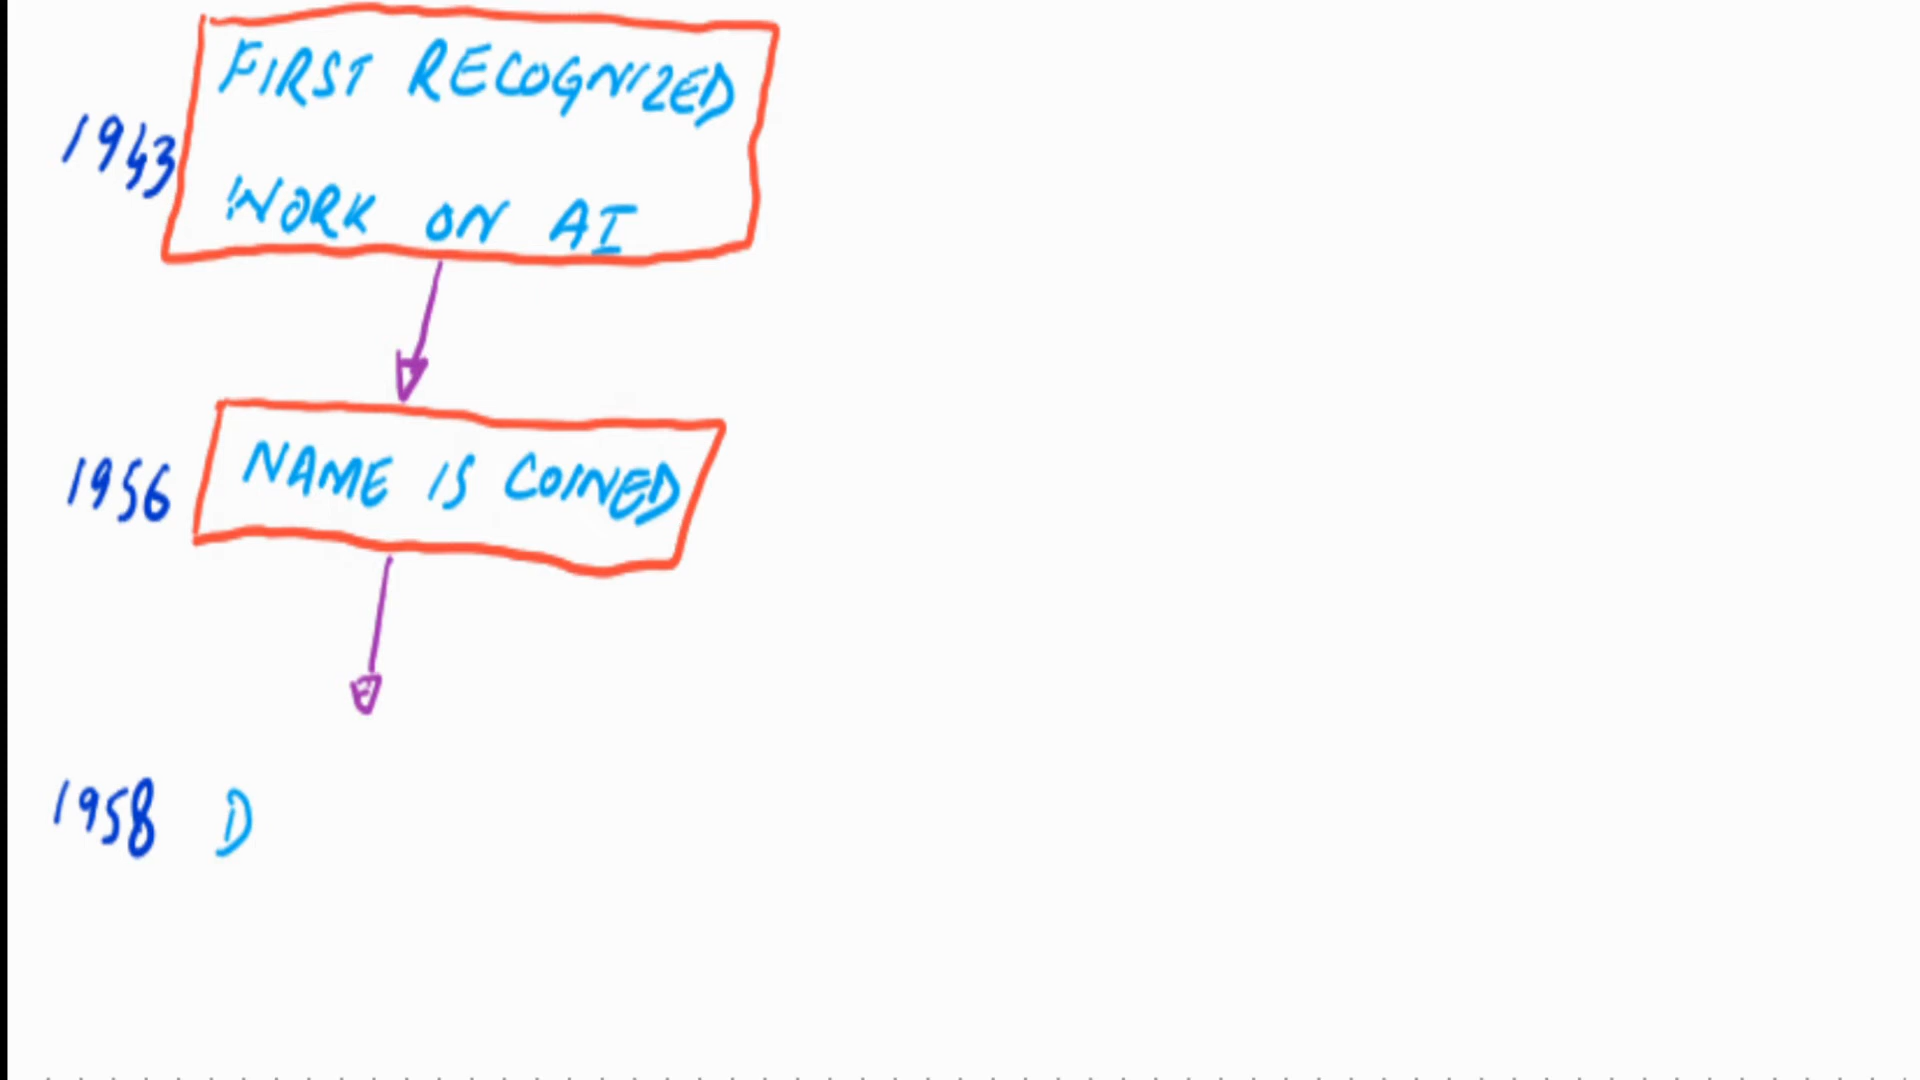 FIRST RECOGNIZED
1943
WORK ON AI
1956 NAME IS COINED
1958 D